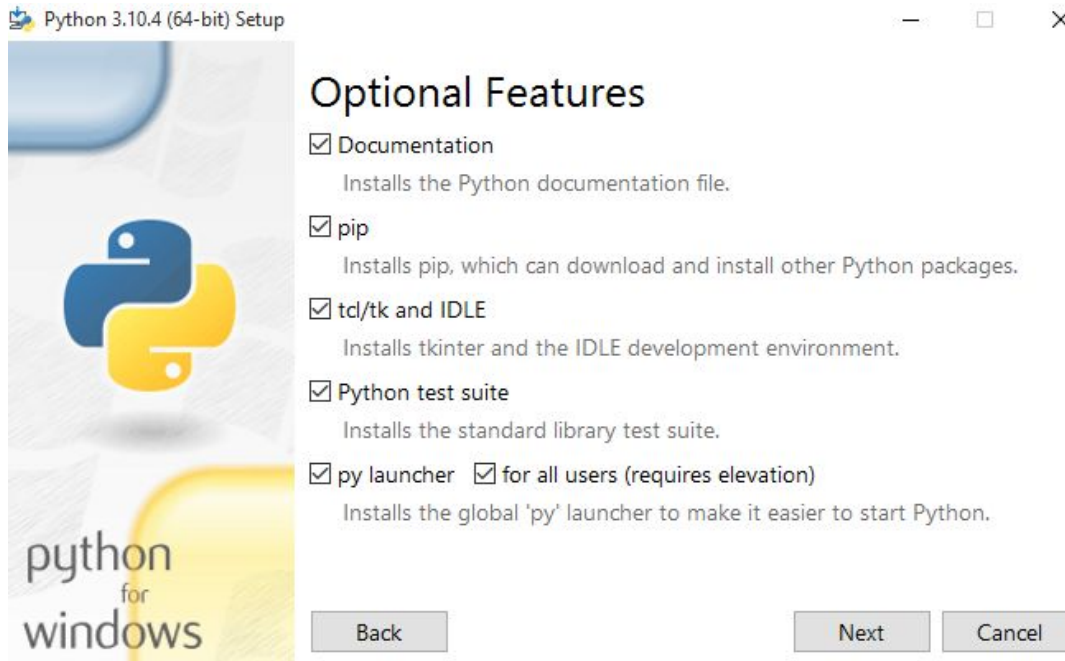 Python 3.10.4 (64-bit) Setup
Optional Features
Documentation
Installs the Python documentation file.
pip
Installs pip, which can download and install other Python packages.
tcl/tk and IDLE
Installs tkinter and the IDLE development environment.
Python test suite
Installs the standard library test suite.
py launcher for all users (requires elevation)
Installs the global 'py' launcher to make it easier to start Python.
python
for
windows
Back Next Cancel